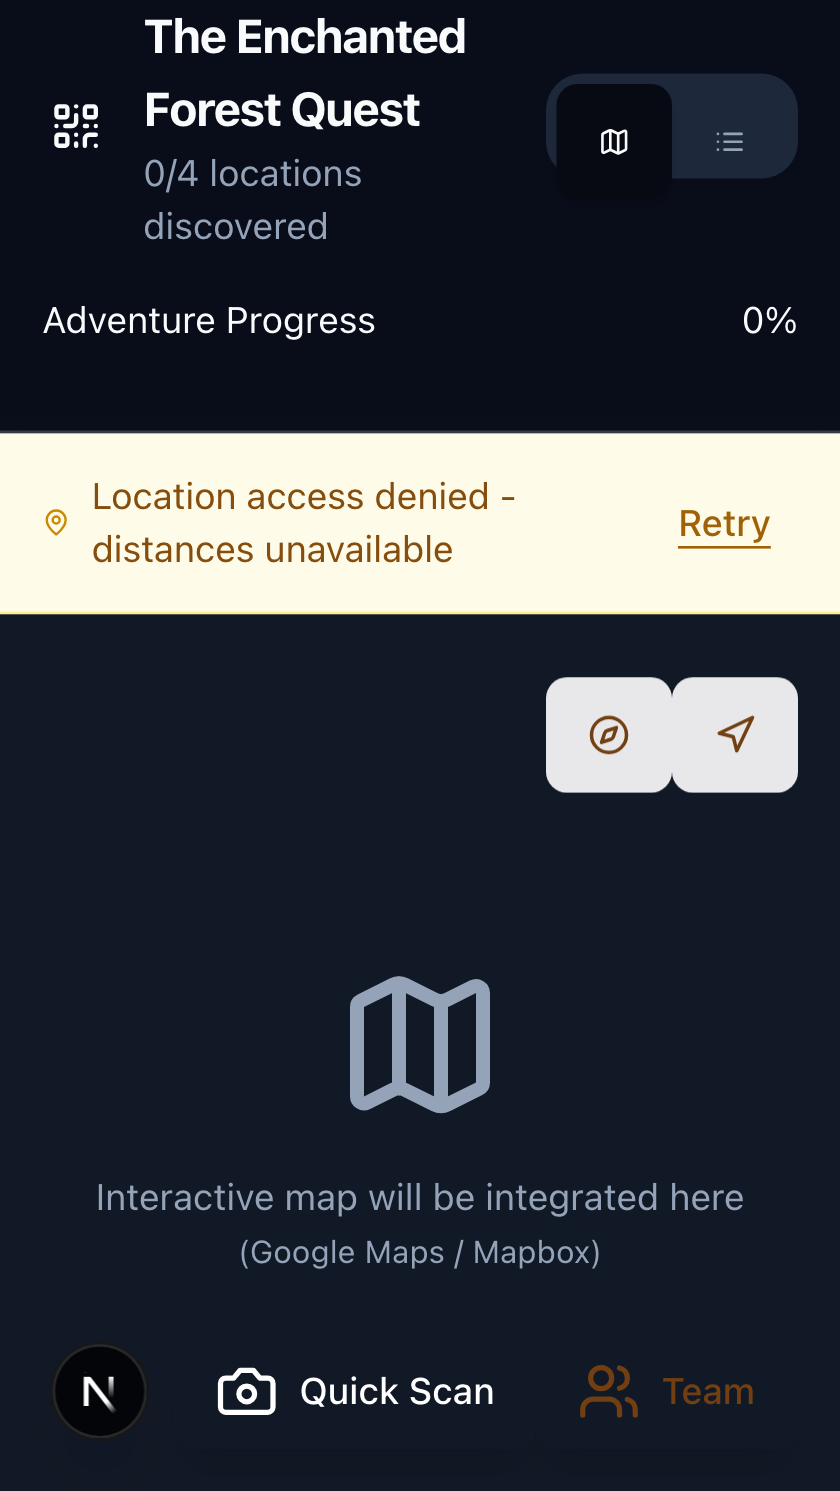 The Enchanted
Forest Quest
0/4 locations
discovered
Adventure Progress
0%
Location access denied -
distances unavailable
Retry
Interactive map will be integrated here
(Google Maps / Mapbox)
N
Quick Scan
Team